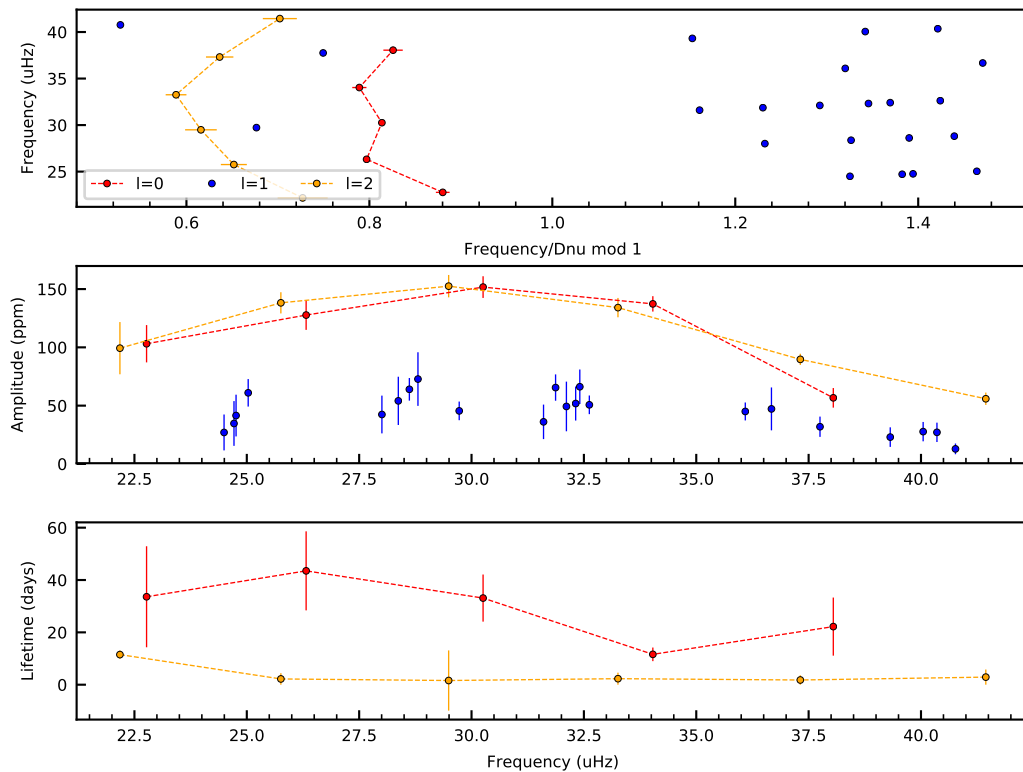 40
35
30
25
Frequency (uHz)
l=0 l=1 l=2
0.6 0.8 1.0 1.2 1.4
Frequency/Dnu mod 1
150
100
50
0
Amplitude (ppm)
22.5 25.0 27.5 30.0 32.5 35.0 37.5 40.0
60
40
20
0
Lifetime (days)
22.5 25.0 27.5 30.0 32.5 35.0 37.5 40.0
Frequency (uHz)